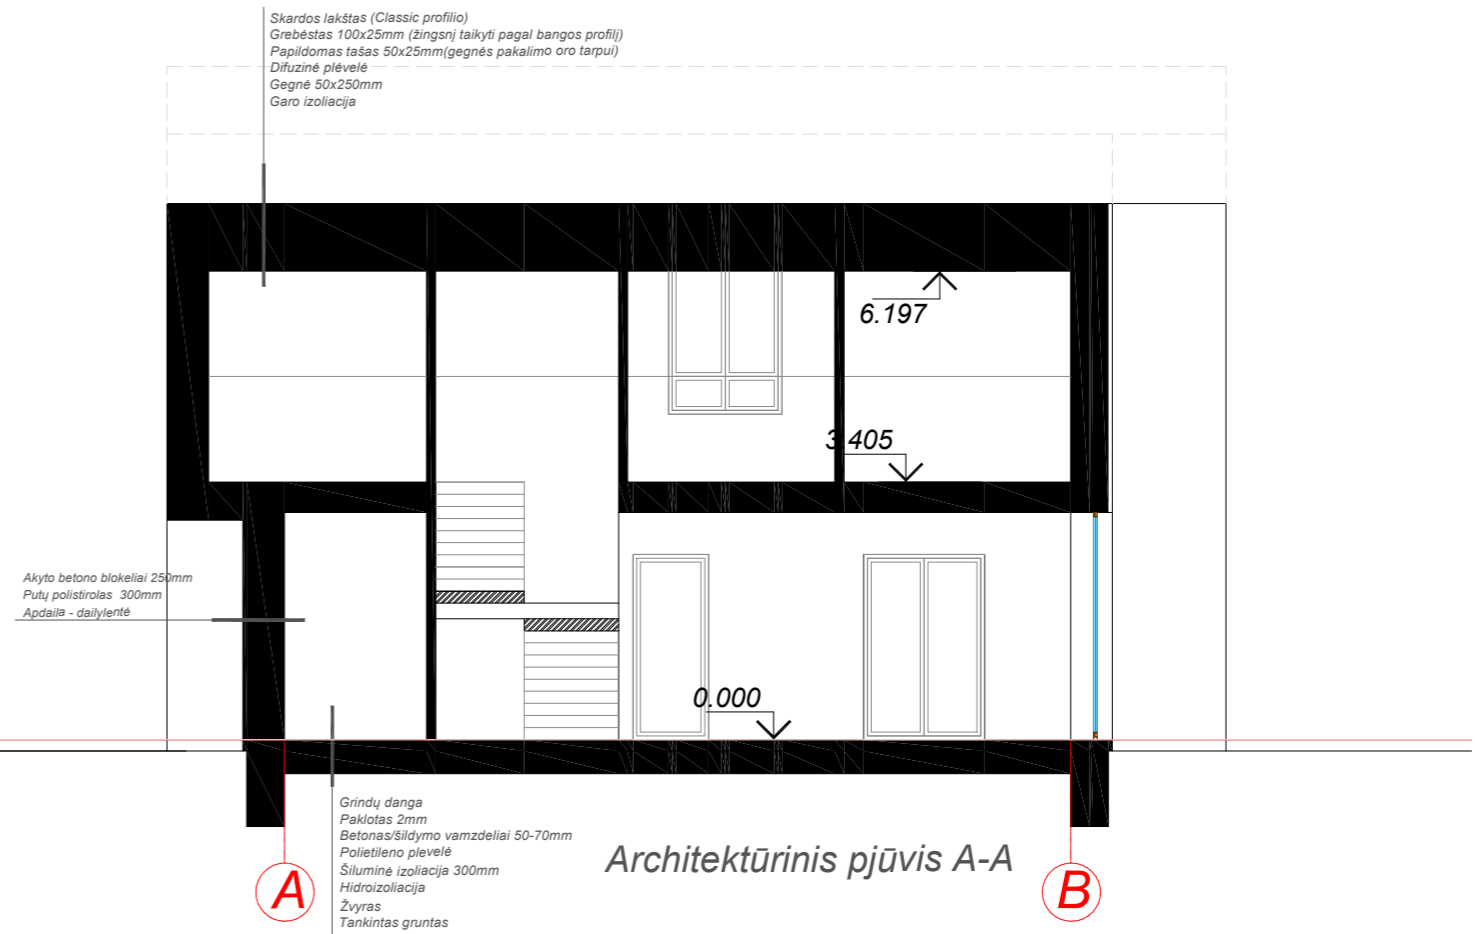 Skardos lakštas (Classic profilio)
Grebėstas 100x25mm (žingsnį taikyti pagal bangos profilį)
Papildomas tašas 50x25mm(gegnės pakalimo oro tarpui)
Difuzinė plėvelė
Gegnė 50x250mm
Garo izoliacija
6.197
3.405
Akyto betono blokeliai 250mm
Putų polistirolas 300mm
Apdaila - dailylentė
0.000
Grindų danga
Paklotas 2mm
Betonas/šildymo vamzdeliai 50-70mm
Polietileno plevelė
Šiluminė izoliacija 300mm
Hidroizoliacija
Žvyras
Tankintas gruntas
Architektūrinis pjūvis A-A
A
B